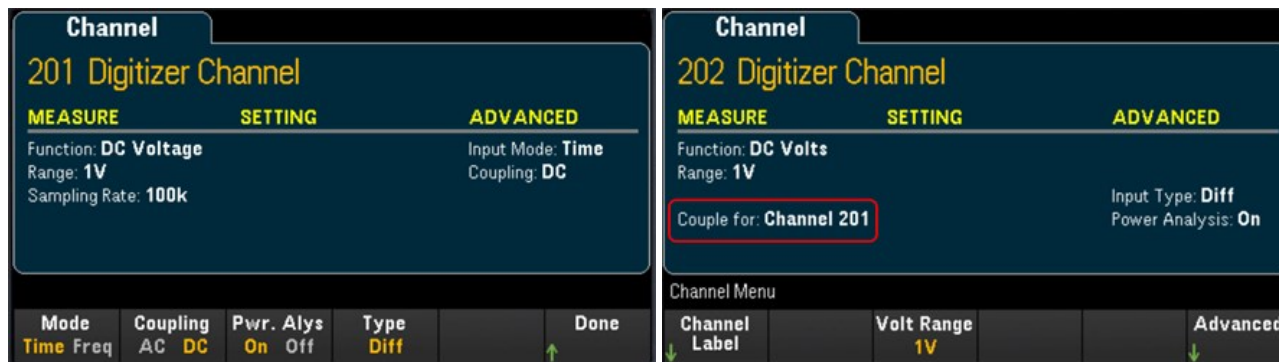 Channel
201 Digitizer Channel
MEASURE SETTING ADVANCED
Function: DC Voltage Input Mode: Time
Range: 1V Coupling: DC
Sampling Rate: 100k
Mode Coupling Pwr. Alys Type Done
Time Freq AC DC On Off Diff
Channel
202 Digitizer Channel
MEASURE SETTING ADVANCED
Function: DC Volts
Range: 1V
Input Type: Diff
Couple for: Channel 201 Power Analysis: On
Channel Menu
Channel Volt Range Advanced
Label 1V